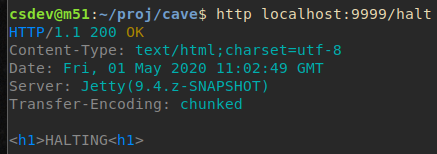 csdev@m51:~/proj/cave$ http localhost:9999/halt
HTTP/1.1 200 OK
Content-Type: text/html;charset=utf-8
Date: Fri, 01 May 2020 11:02:49 GMT
Server: Jetty(9.4.z-SNAPSHOT)
Transfer-Encoding: chunked

<h1>HALTING<h1>